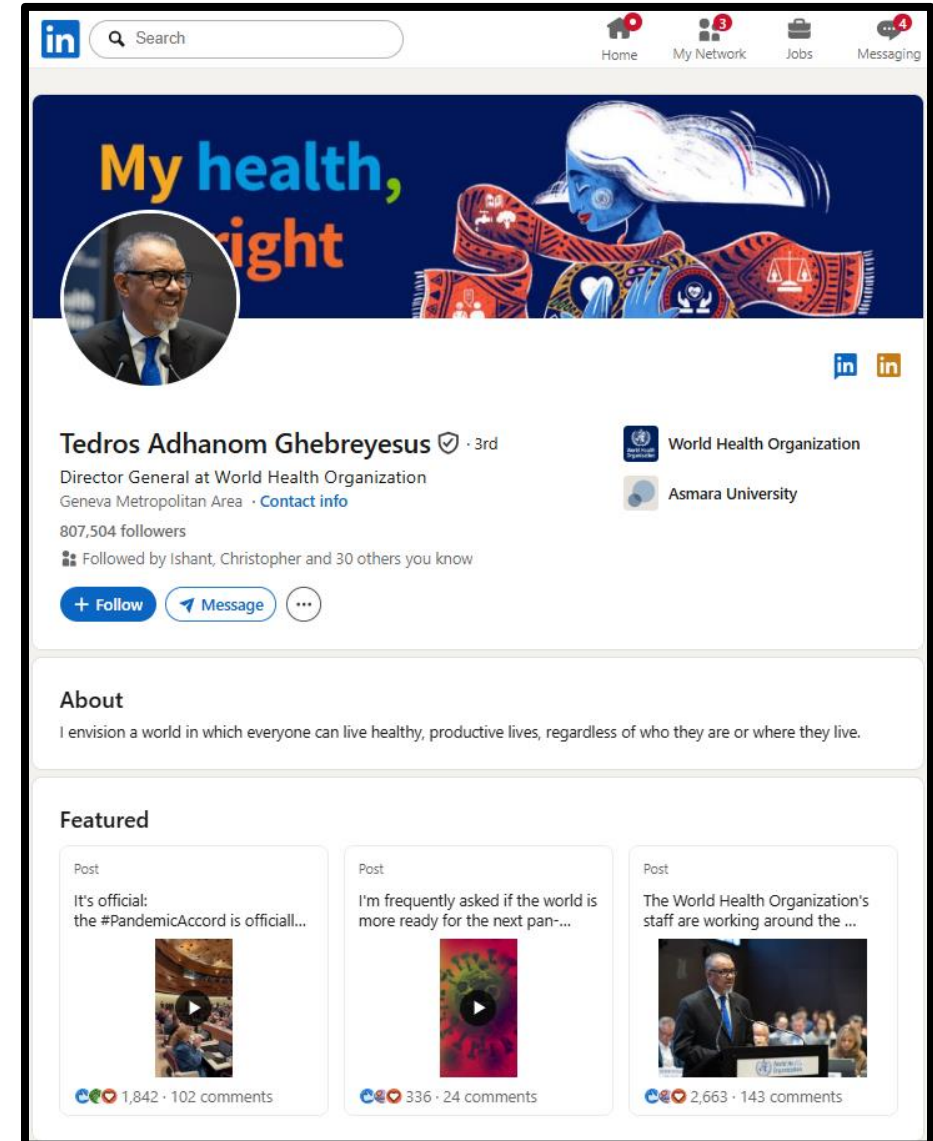 in
Search
Home
3
My Network
Jobs
4
Messaging
My health,
right
in
in
Tedros Adhanom Ghebreyesus · 3rd
Director General at World Health Organization
Geneva Metropolitan Area · Contact info
807,504 followers
Followed by Ishant, Christopher and 30 others you know
+ Follow
Message
...
World Health Organization
Asmara University
About
I envision a world in which everyone can live healthy, productive lives, regardless of who they are or where they live.
Featured
Post
It's official:
the #PandemicAccord is officiall...
1,842 · 102 comments
Post
I'm frequently asked if the world is
more ready for the next pan-...
336 · 24 comments
Post
The World Health Organization's
staff are working around the ...
2,663 · 143 comments